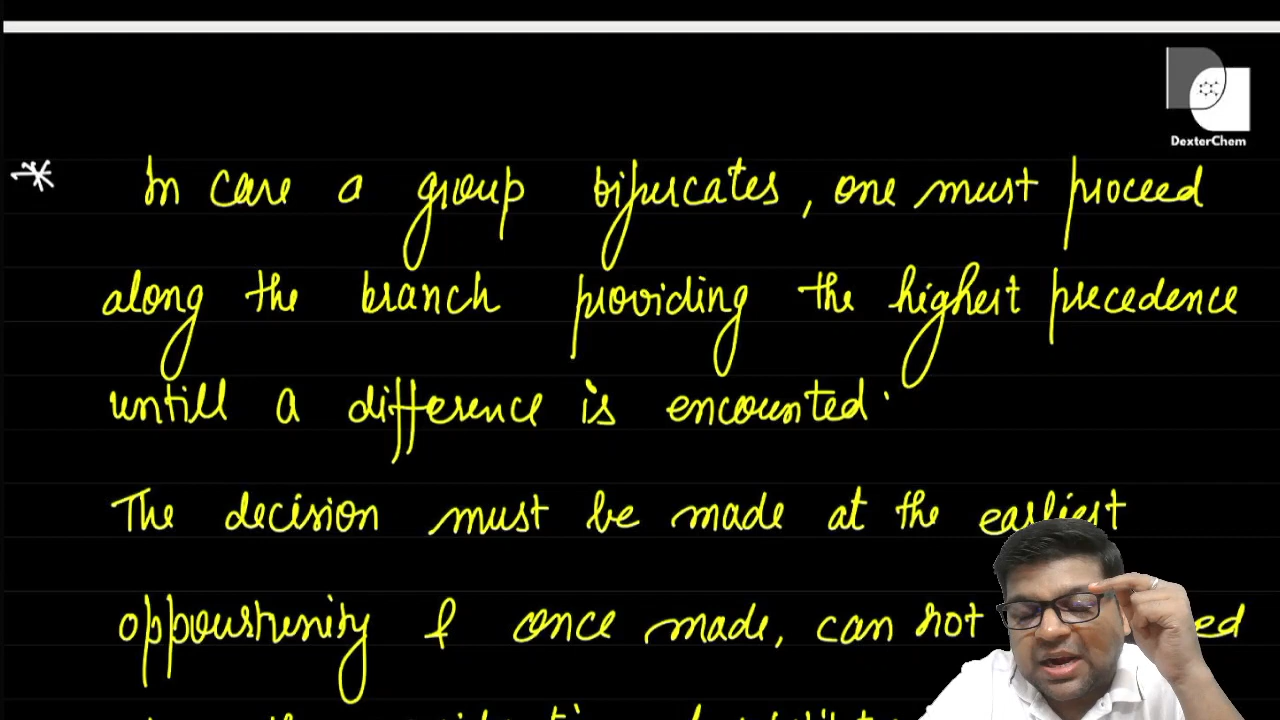 DexterChem
* In case a group bifurcates, one must proceed
along the branch providing the highest precedence
untill a difference is encounted.
The decision must be made at the earliest
opportunity & once made, can not